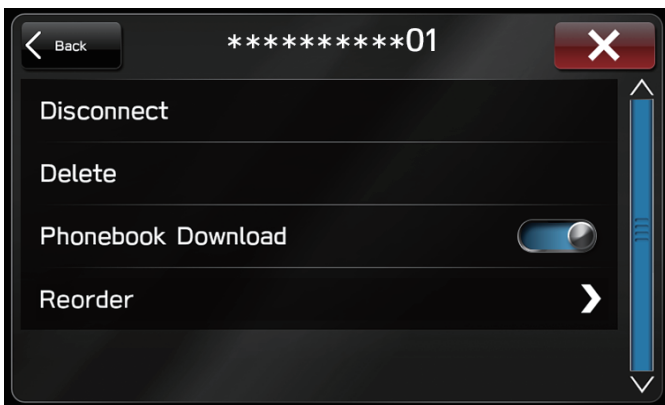 Back
**********01
Disconnect
Delete
Phonebook Download
Reorder